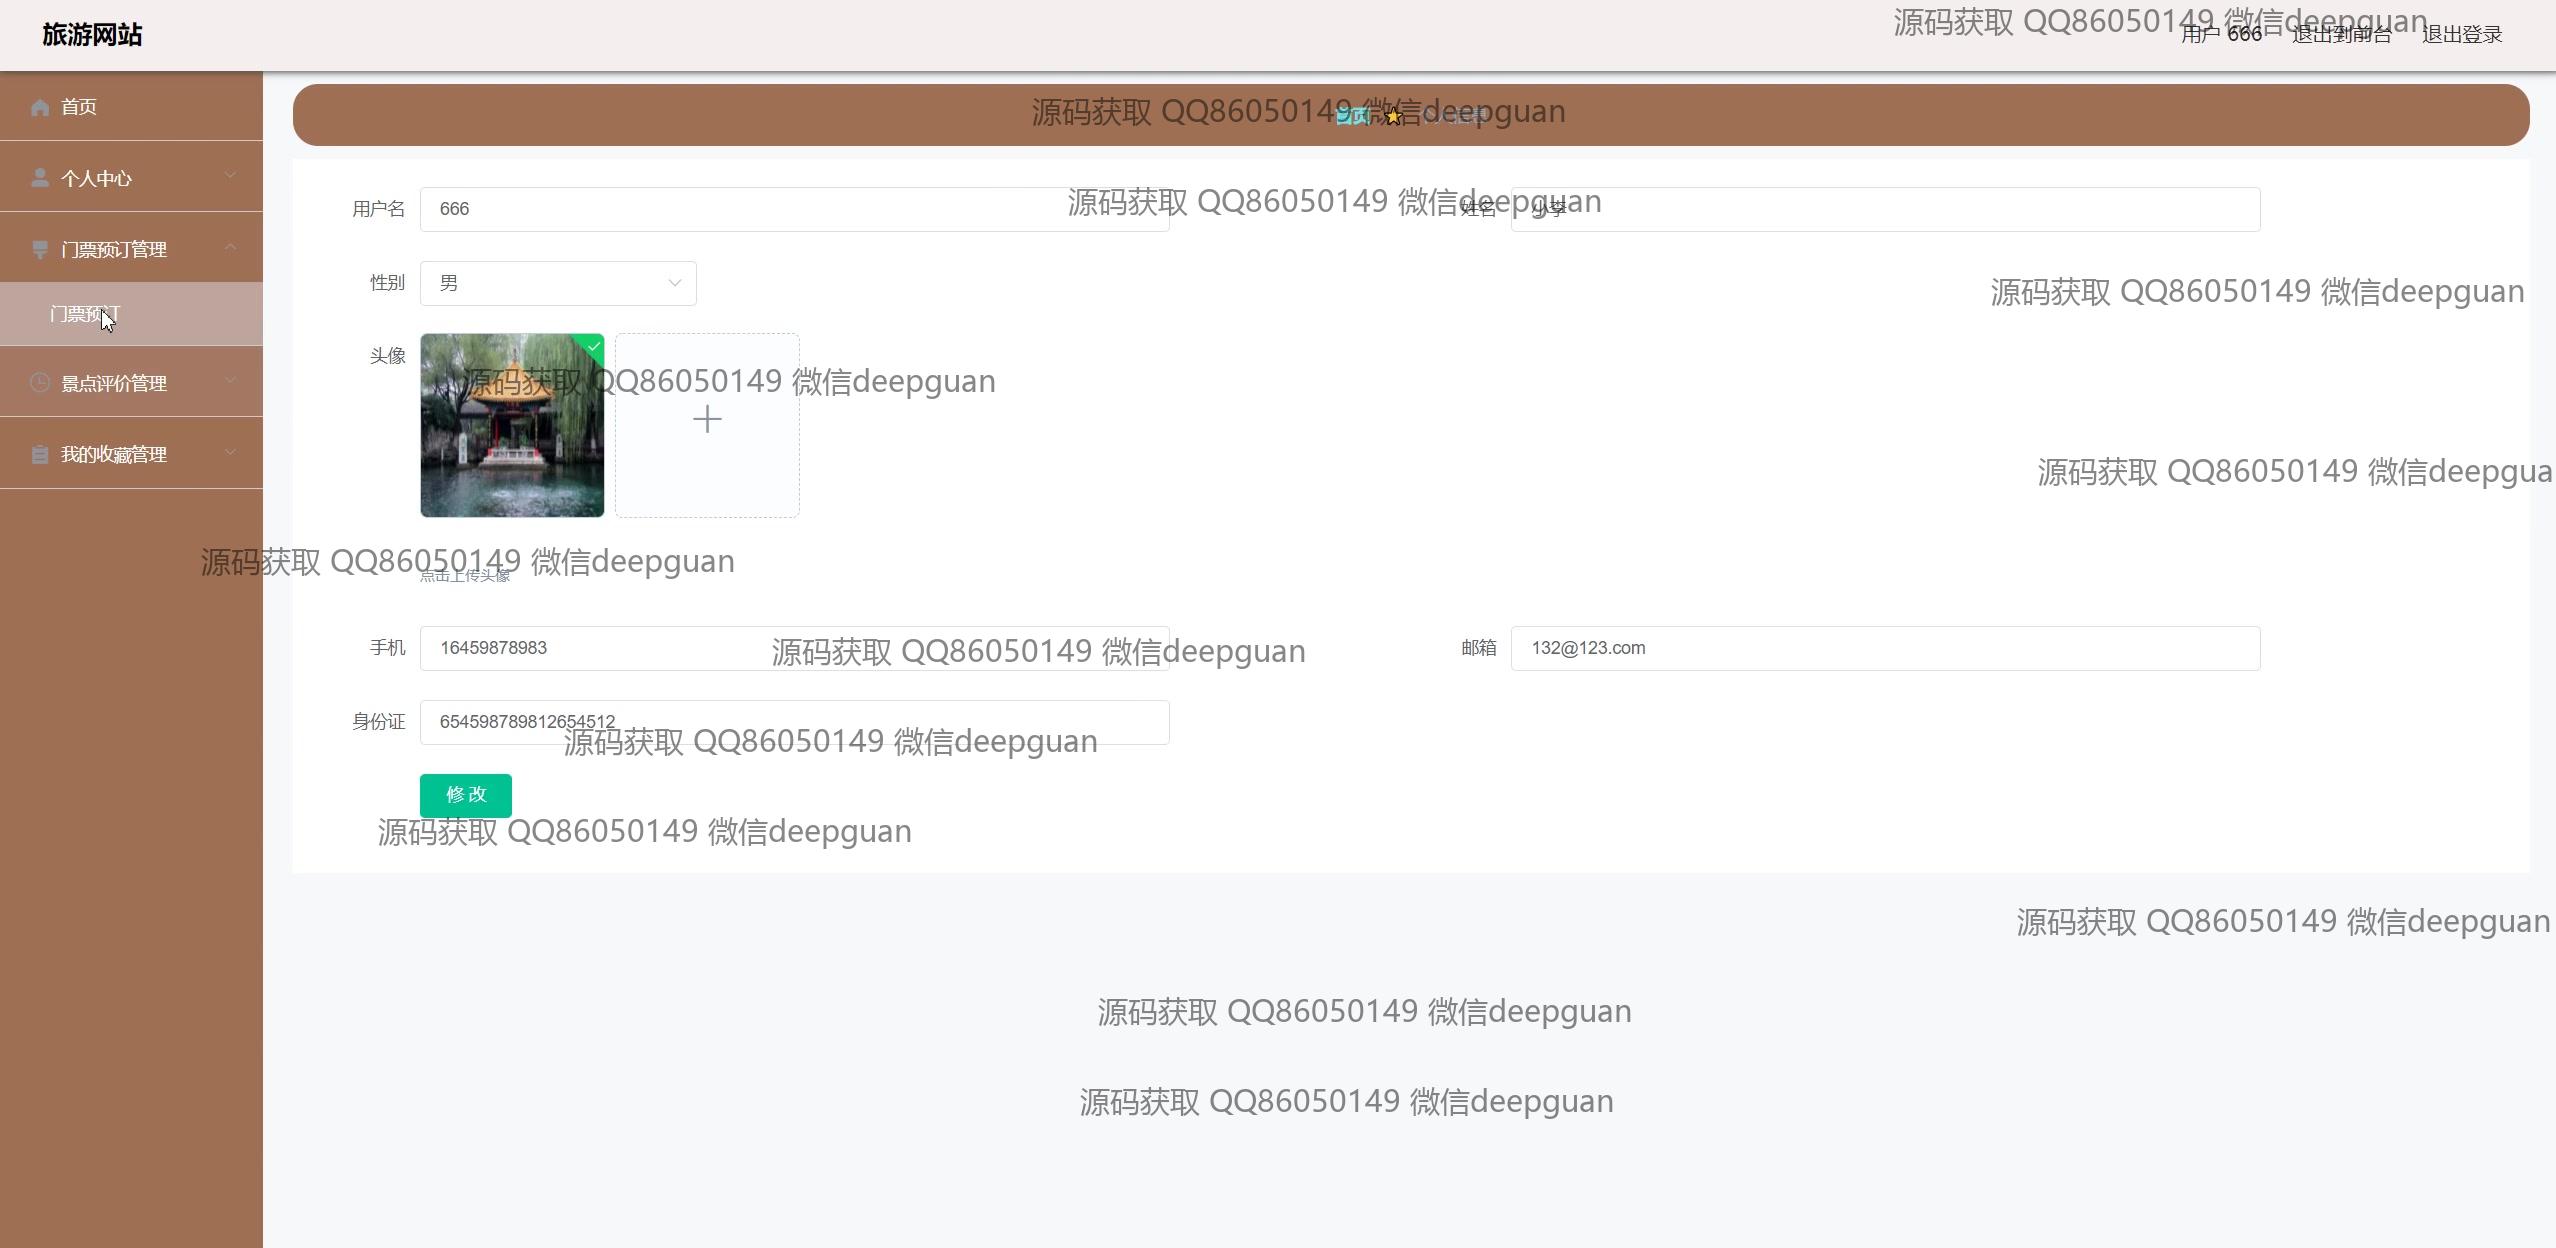 旅游网站
源码获取 QQ86050149 微信deepguan
用户 666 退出到前台 退出登录
首页
源码获取 QQ86050149 微信deepguan
首页
个人中心
用户名 666
源码获取 QQ86050149 微信deepguan
姓名 小李
门票预订管理
性别 男
源码获取 QQ86050149 微信deepguan
门票预订
头像
源码获取 QQ86050149 微信deepguan
景点评价管理
我的收藏管理
源码获取 QQ86050149 微信deepgua
源码获取 QQ86050149 微信deepguan
点击上传头像
手机 16459878983
源码获取 QQ86050149 微信deepguan
邮箱 132@123.com
身份证 654598789812654512
源码获取 QQ86050149 微信deepguan
修改
源码获取 QQ86050149 微信deepguan
源码获取 QQ86050149 微信deepguan
源码获取 QQ86050149 微信deepguan
源码获取 QQ86050149 微信deepguan